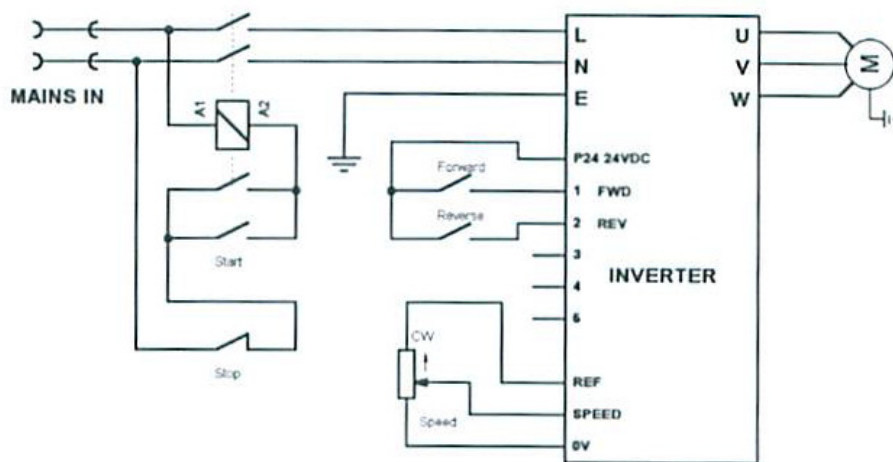 MAINS IN
A1
A2
Start
Stop
L
N
E
P24 24VDC
Forward
1 FWD
Reverse
2 REV
3
4
5
INVERTER
CW
Speed
REF
SPEED
0V
U
V
W
M